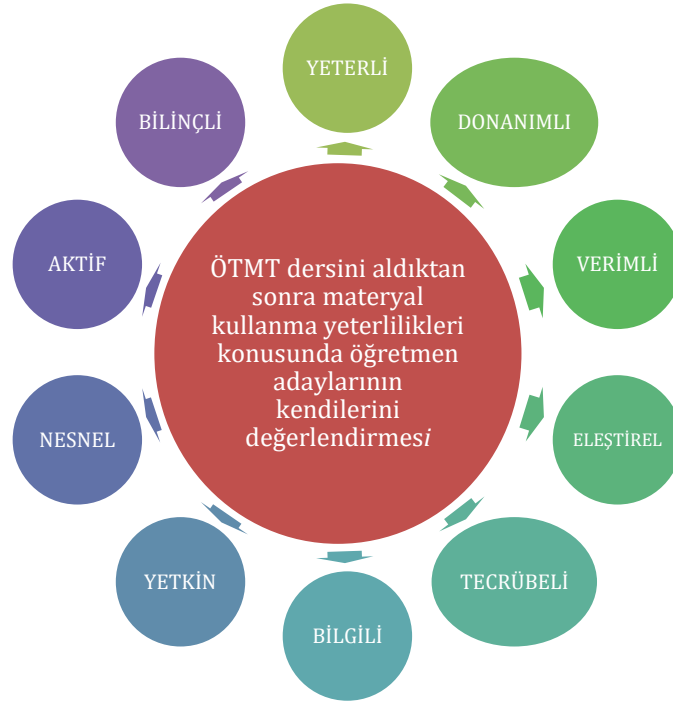 YETERLİ
DONANIMLI
VERİMLİ
ELEŞTİREL
TECRÜBELİ
BİLGİLİ
YETKİN
NESNEL
AKTİF
BİLİNÇLİ
ÖTMT dersini aldıktan
sonra materyal
kullanma yeterlilikleri
konusunda öğretmen
adaylarının
kendilerini
değerlendirmesi